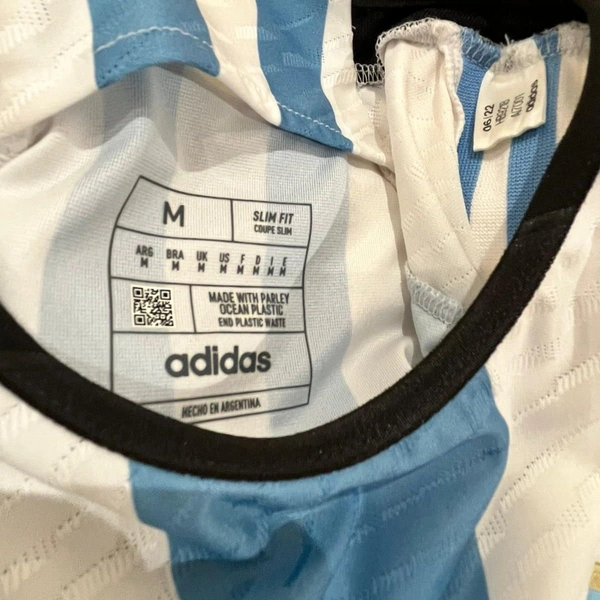 M
SLIM FIT
COUPE SLIM
ARG BRA UK US F D I E
M M M M M M M M
MADE WITH PARLEY
OCEAN PLASTIC
END PLASTIC WASTE
adidas
HECHO EN ARGENTINA
06/22
adidas